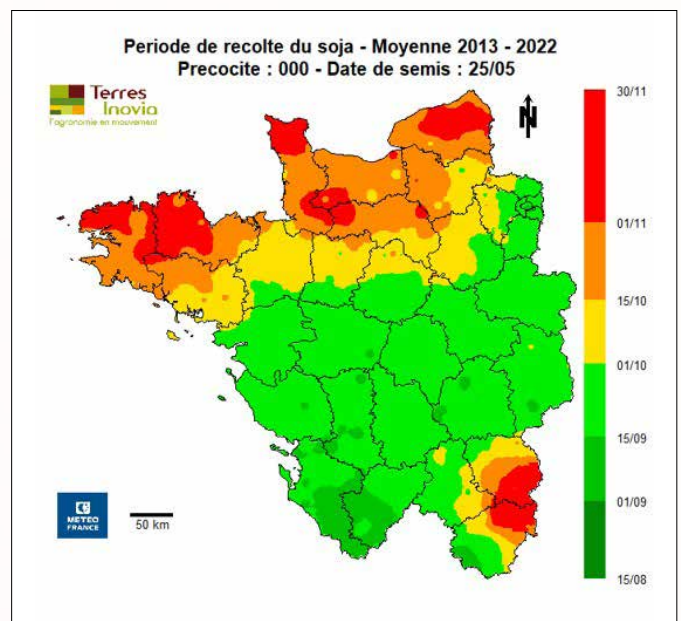 Periode de recolte du soja - Moyenne 2013 - 2022
Precocite : 000 - Date de semis : 25/05
Terres
Inovia
l'agronomie en mouvement
N
30/11
01/11
15/10
01/10
15/09
01/09
15/08
METEO
FRANCE
50 km